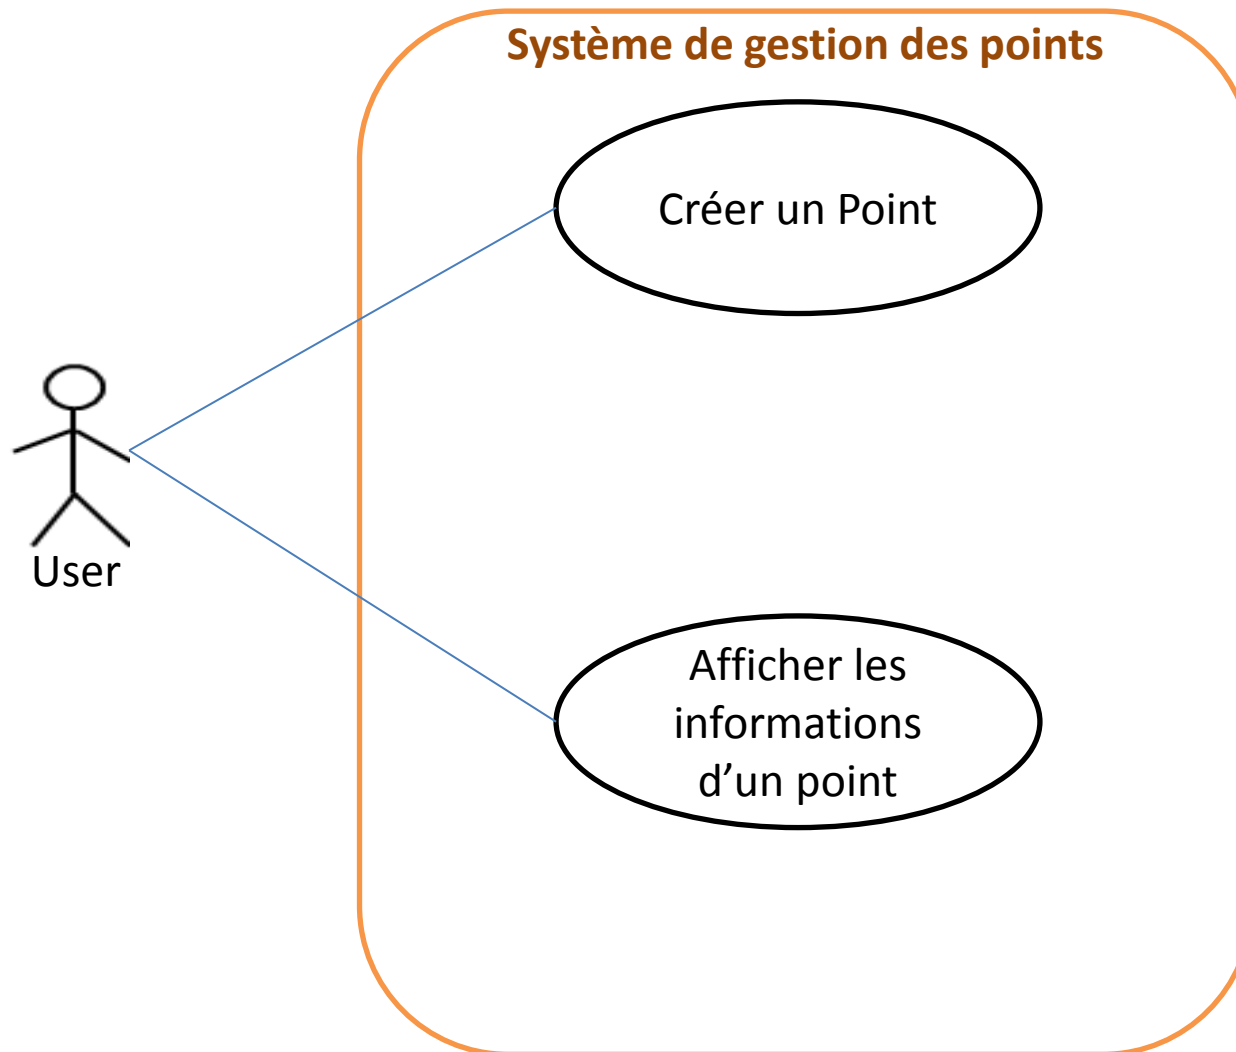 Système de gestion des points
Créer un Point
User
Afficher les
informations
d’un point